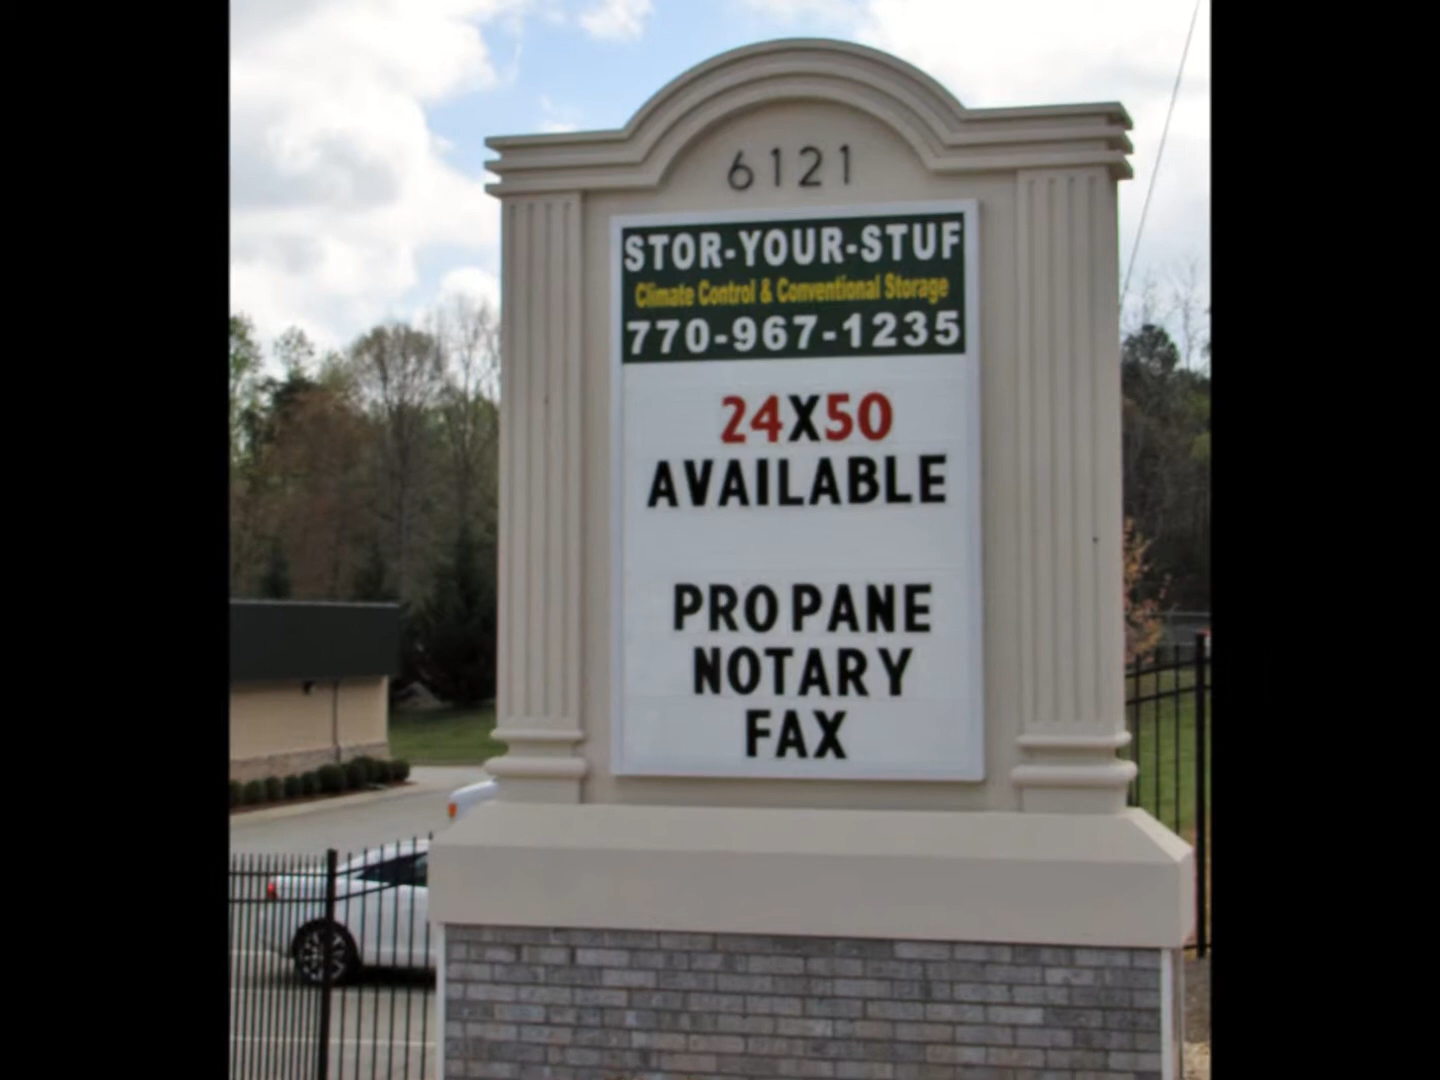 6121
STOR-YOUR-STUF
Climate Control & Conventional Storage
770-967-1235
24X50
AVAILABLE
PROPANE
NOTARY
FAX